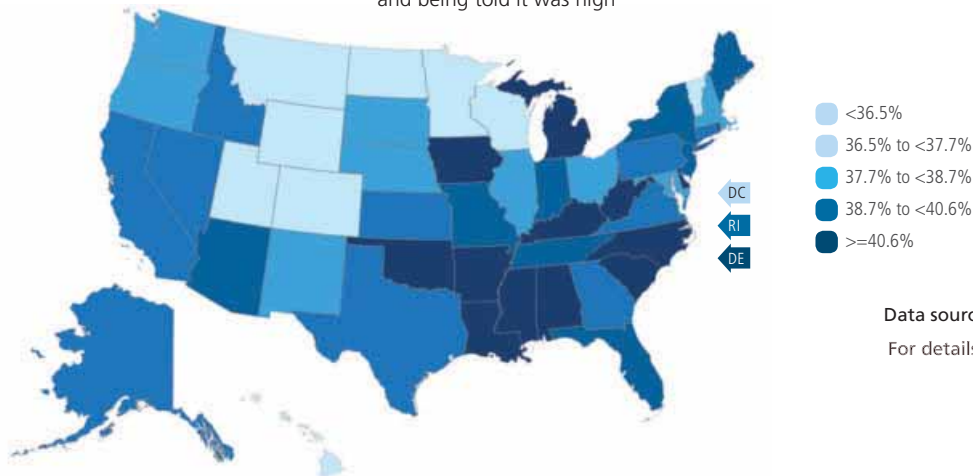 and being told it was high
<36.5%
36.5% to <37.7%
37.7% to <38.7%
38.7% to <40.6%
>=40.6%
DC
RI
DE
Data sourc
For details